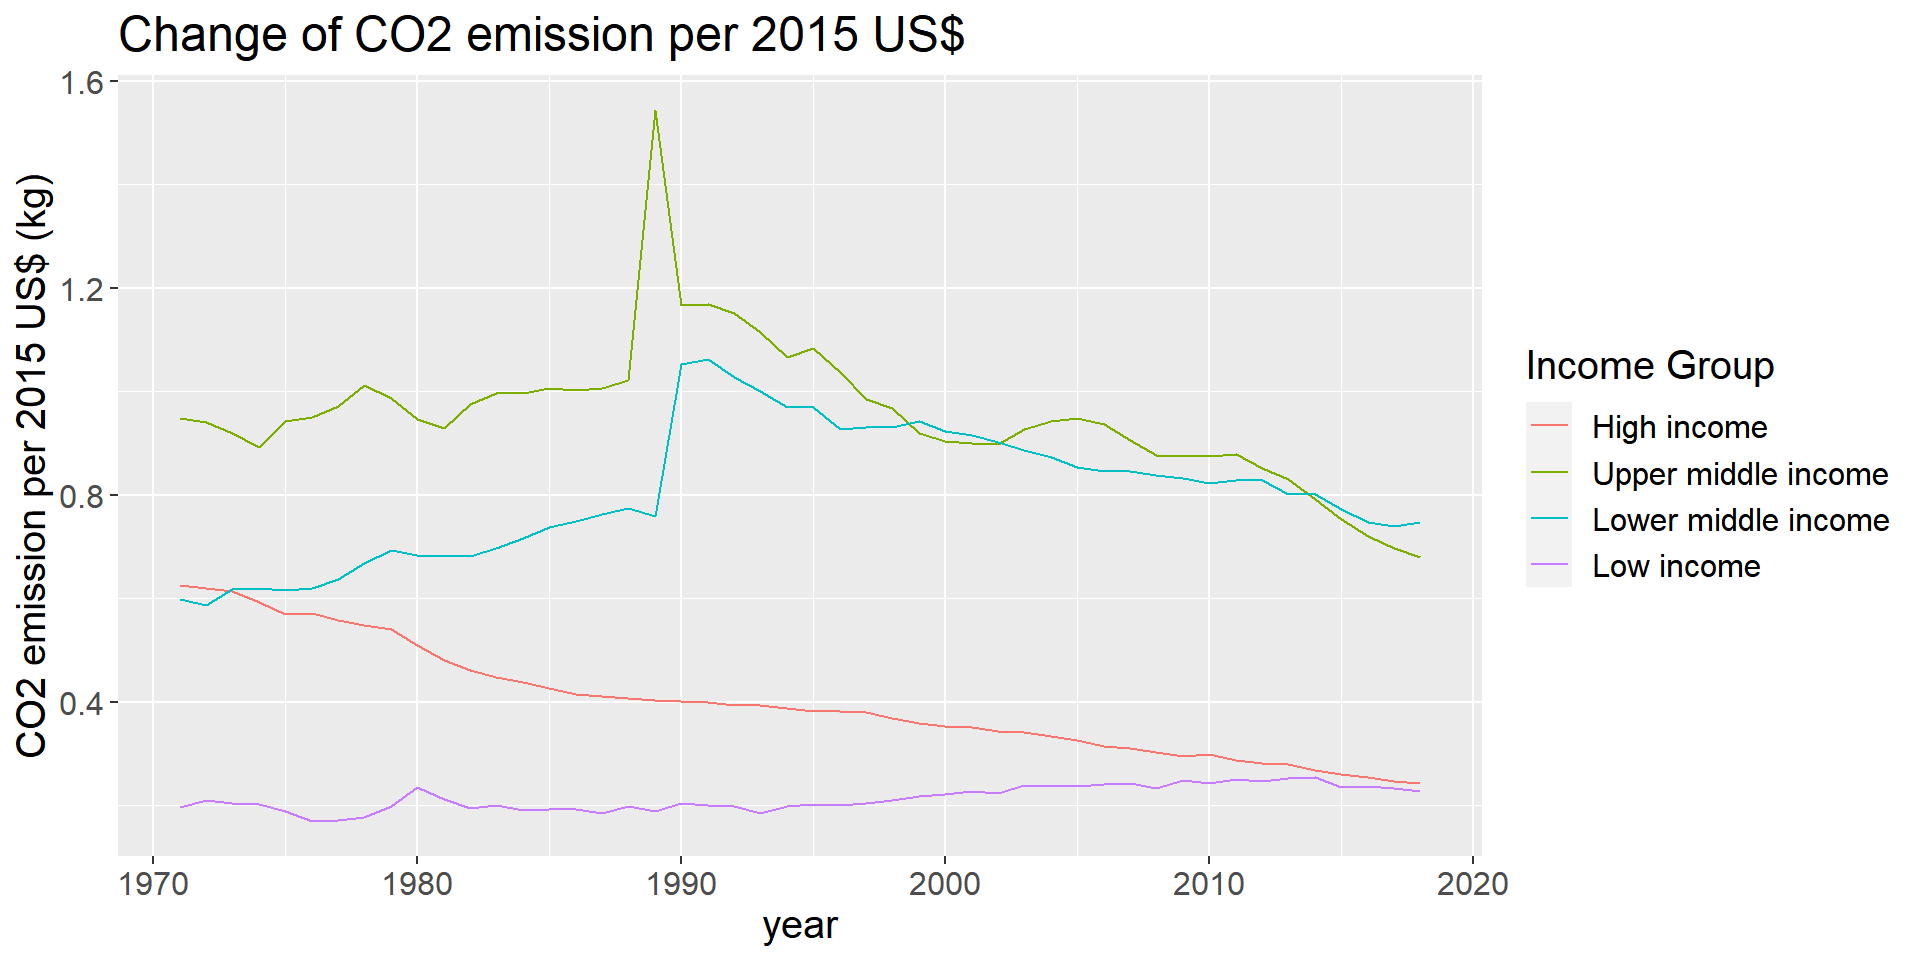 Change of CO2 emission per 2015 US$
CO2 emission per 2015 US$ (kg)
1.6
1.2
0.8
0.4
1970 1980 1990 2000 2010 2020
year
Income Group
High income
Upper middle income
Lower middle income
Low income